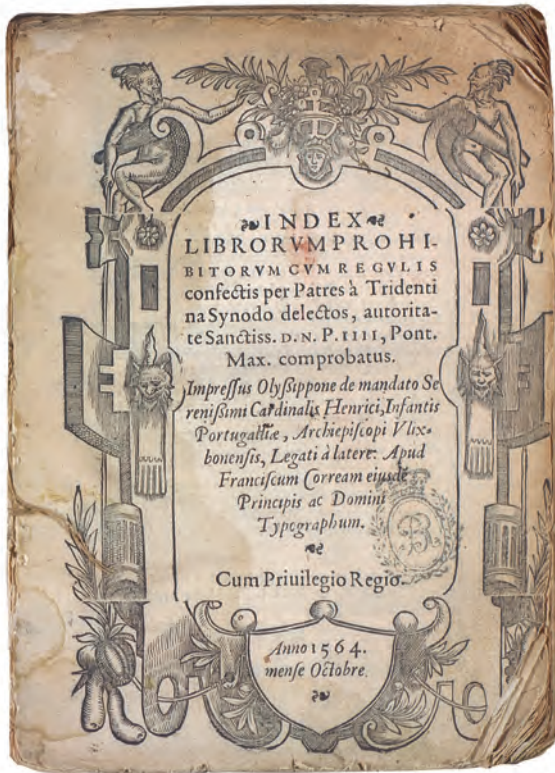 INDEX
LIBRORVM PROHI-
BITORVM CVM REGVLIS
confectis per Patres à Tridenti
na Synodo delectos, autorita-
te Sanctiss. D. N. P. IIII, Pont.
Max. comprobatus.
Impreſſus Olyßippone de mandato Se
renißimi Cardinalis Henrici, Infantis
Portugalliæ, Archiepiſcopi Vlix-
bonenſis, Legati à latere: Apud
Franciſcum Corream eiuſdē
Principis ac Domini
Typographum.
Cum Priuilegio Regio.
Anno 1564.
menſe Octobre.